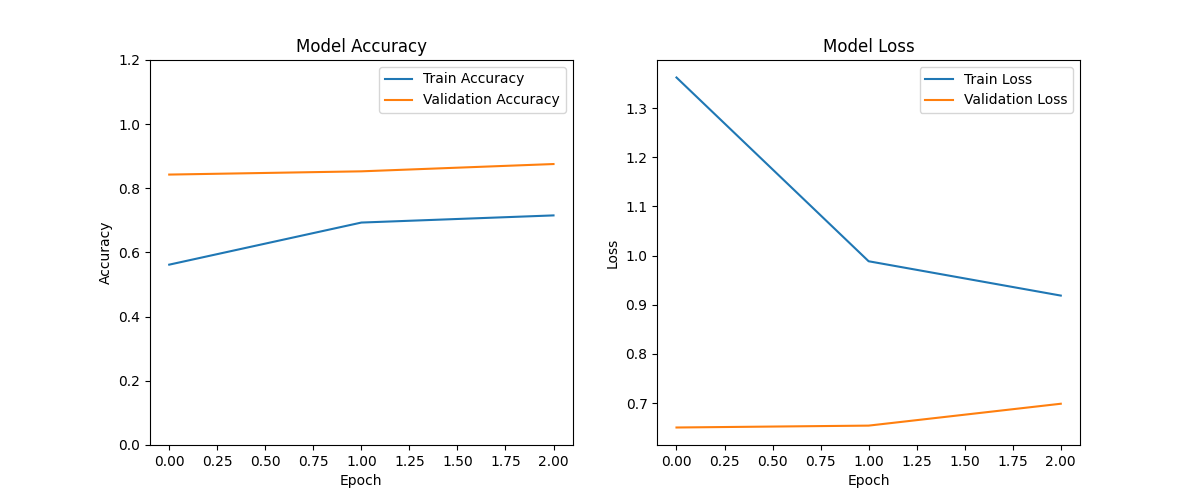 Model Accuracy
1.2
1.0
0.8
0.6
0.4
0.2
0.0
Accuracy
Train Accuracy
Validation Accuracy
0.00 0.25 0.50 0.75 1.00 1.25 1.50 1.75 2.00
Epoch
Model Loss
1.3
1.2
1.1
1.0
0.9
0.8
0.7
Loss
Train Loss
Validation Loss
0.00 0.25 0.50 0.75 1.00 1.25 1.50 1.75 2.00
Epoch